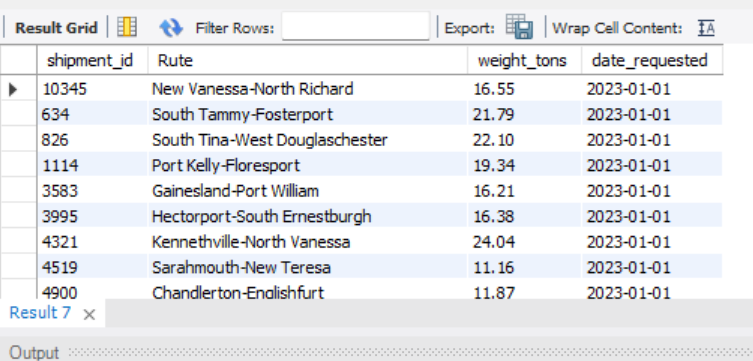 Result Grid Filter Rows: Export: Wrap Cell Content: IA
shipment_id Rute weight_tons date_requested
10345 New Vanessa-North Richard 16.55 2023-01-01
634 South Tammy-Fosterport 21.79 2023-01-01
826 South Tina-West Douglaschester 22.10 2023-01-01
1114 Port Kelly-Floresport 19.34 2023-01-01
3583 Gainesland-Port William 16.21 2023-01-01
3995 Hectorport-South Ernestburgh 16.38 2023-01-01
4321 Kennethville-North Vanessa 24.04 2023-01-01
4519 Sarahmouth-New Teresa 11.16 2023-01-01
4900 Chandlerton-Englishfurt 11.87 2023-01-01
Result 7 ×
Output